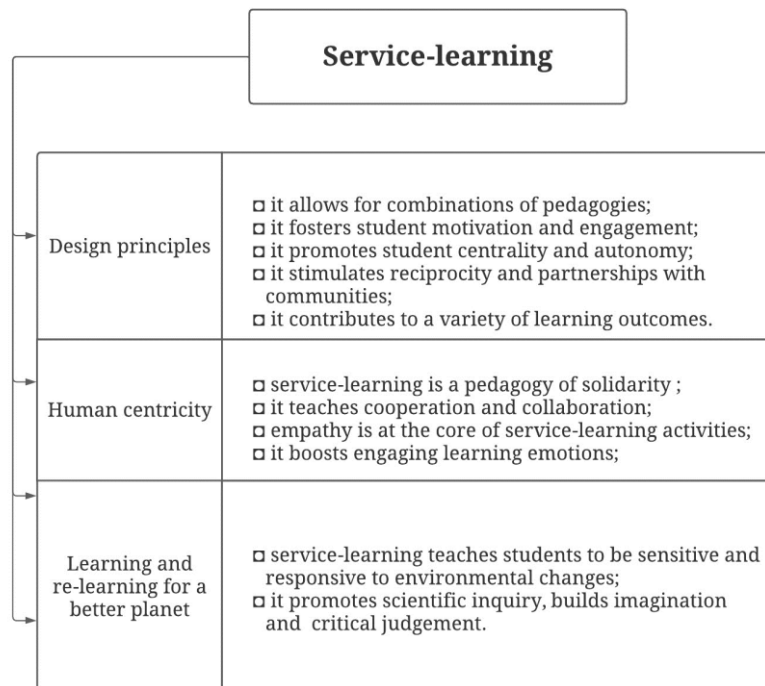 Service-learning
Design principles
◘ it allows for combinations of pedagogies;
◘ it fosters student motivation and engagement;
◘ it promotes student centrality and autonomy;
◘ it stimulates reciprocity and partnerships with
communities;
◘ it contributes to a variety of learning outcomes.
Human centricity
◘ service-learning is a pedagogy of solidarity ;
◘ it teaches cooperation and collaboration;
◘ empathy is at the core of service-learning activities;
◘ it boosts engaging learning emotions;
Learning and
re-learning for a
better planet
◘ service-learning teaches students to be sensitive and
responsive to environmental changes;
◘ it promotes scientific inquiry, builds imagination
and critical judgement.